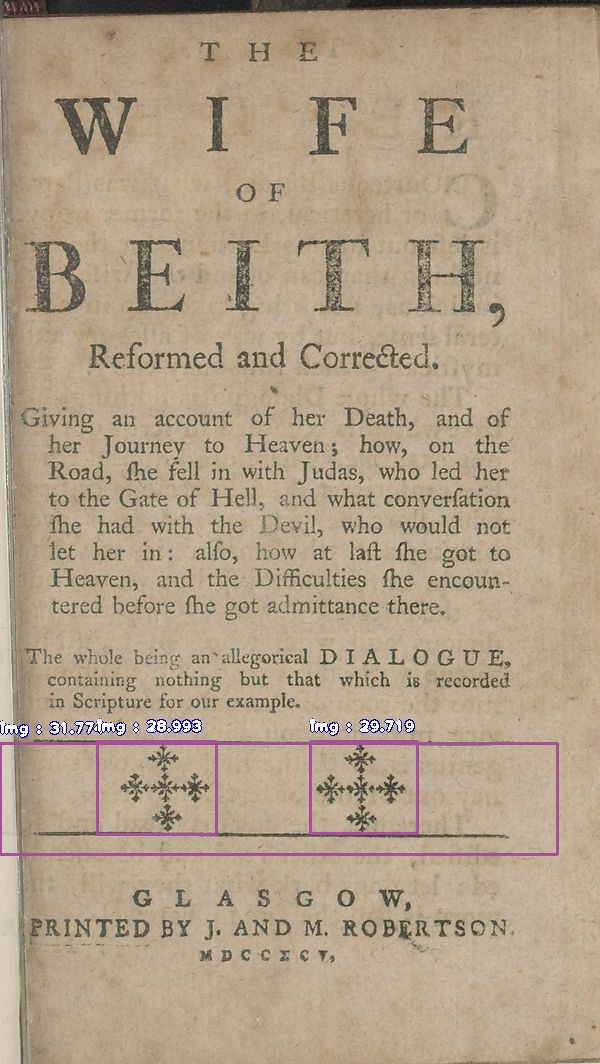 THE
WIFE
OF
BEITH,
Reformed and Corrected.
Giving an account of her Death, and of
her Journey to Heaven; how, on the
Road, ſhe fell in with Judas, who led her
to the Gate of Hell, and what converſation
ſhe had with the Devil, who would not
let her in: alſo, how at laſt ſhe got to
Heaven, and the Difficulties ſhe encoun-
tered before ſhe got admittance there.
The whole being an allegorical DIALOGUE,
containing nothing but that which is recorded
in Scripture for our example.
img : 28.993
img : 29.719
GLASGOW,
PRINTED BY J. AND M. ROBERTSON.
MDCCXCV,